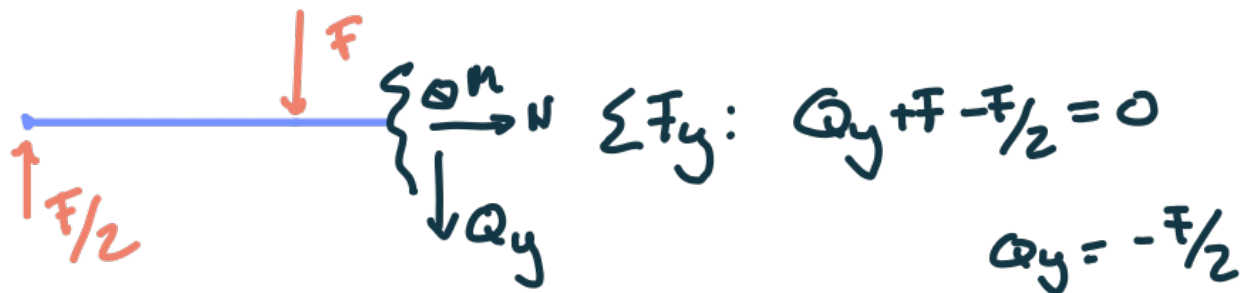 F
M
N ΣFy: Qy + F - F/2 = 0
F/2 Qy
Qy = -F/2